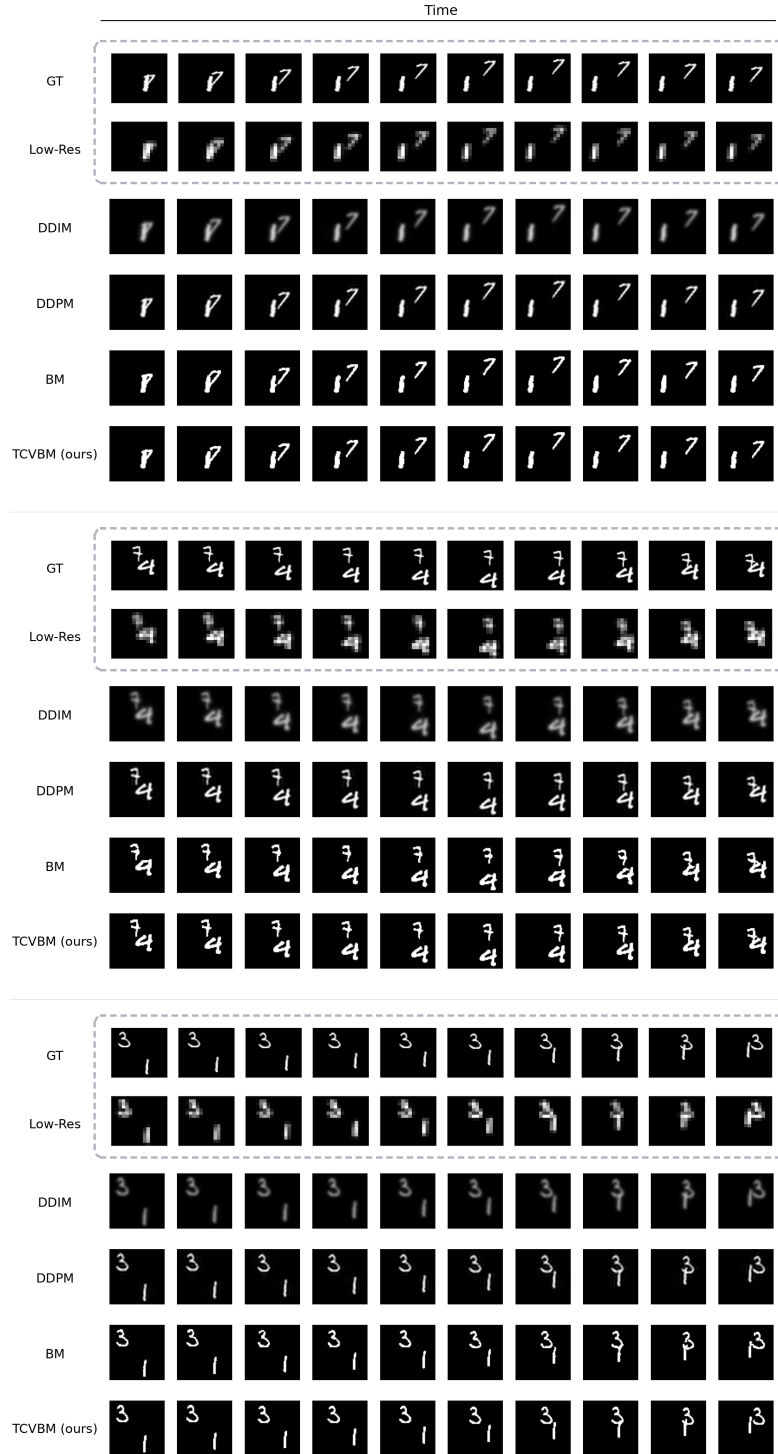 Time
GT
Low-Res
DDIM
DDPM
BM
TCVBM (ours)
GT
Low-Res
DDIM
DDPM
BM
TCVBM (ours)
GT
Low-Res
DDIM
DDPM
BM
TCVBM (ours)